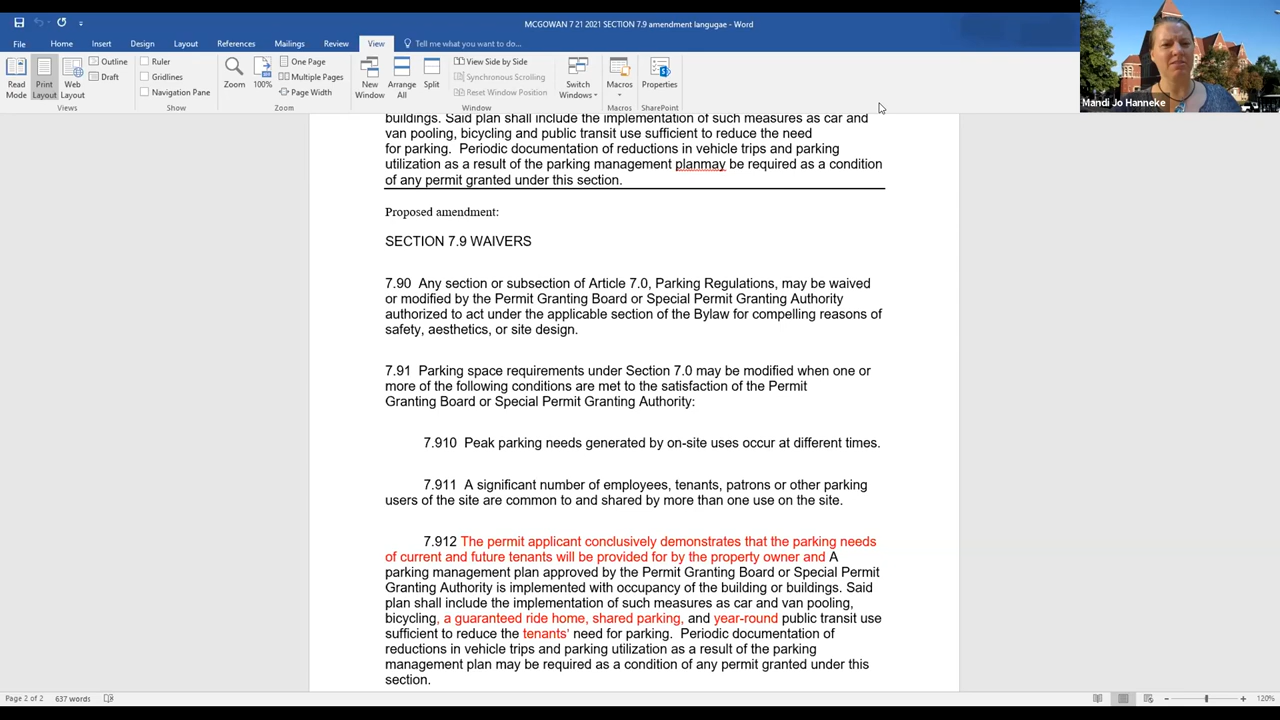 MCGOWAN 7 21 2021 SECTION 7.9 amendment langugae - Word
File Home Insert Design Layout References Mailings Review View Tell me what you want to do...
Read Mode
Print Layout
Web Layout
Outline
Draft
Views
Ruler
Gridlines
Navigation Pane
Show
Zoom
100%
One Page
Multiple Pages
Page Width
Zoom
New Window
Arrange All
Split
View Side by Side
Synchronous Scrolling
Reset Window Position
Window
Switch Windows
Macros
Macros
Properties
SharePoint
Mandi Jo Hanneke
buildings. Said plan shall include the implementation of such measures as car and
van pooling, bicycling and public transit use sufficient to reduce the need
for parking.  Periodic documentation of reductions in vehicle trips and parking
utilization as a result of the parking management planmay be required as a condition
of any permit granted under this section.
Proposed amendment:
SECTION 7.9 WAIVERS
7.90  Any section or subsection of Article 7.0, Parking Regulations, may be waived
or modified by the Permit Granting Board or Special Permit Granting Authority
authorized to act under the applicable section of the Bylaw for compelling reasons of
safety, aesthetics, or site design.
7.91  Parking space requirements under Section 7.0 may be modified when one or
more of the following conditions are met to the satisfaction of the Permit
Granting Board or Special Permit Granting Authority:
7.910  Peak parking needs generated by on-site uses occur at different times.
7.911  A significant number of employees, tenants, patrons or other parking
users of the site are common to and shared by more than one use on the site.
7.912 The permit applicant conclusively demonstrates that the parking needs
of current and future tenants will be provided for by the property owner and A
parking management plan approved by the Permit Granting Board or Special Permit
Granting Authority is implemented with occupancy of the building or buildings. Said
plan shall include the implementation of such measures as car and van pooling,
bicycling, a guaranteed ride home, shared parking, and year-round public transit use
sufficient to reduce the tenants' need for parking.  Periodic documentation of
reductions in vehicle trips and parking utilization as a result of the parking
management plan may be required as a condition of any permit granted under this
section.
Page 2 of 2 637 words
120%